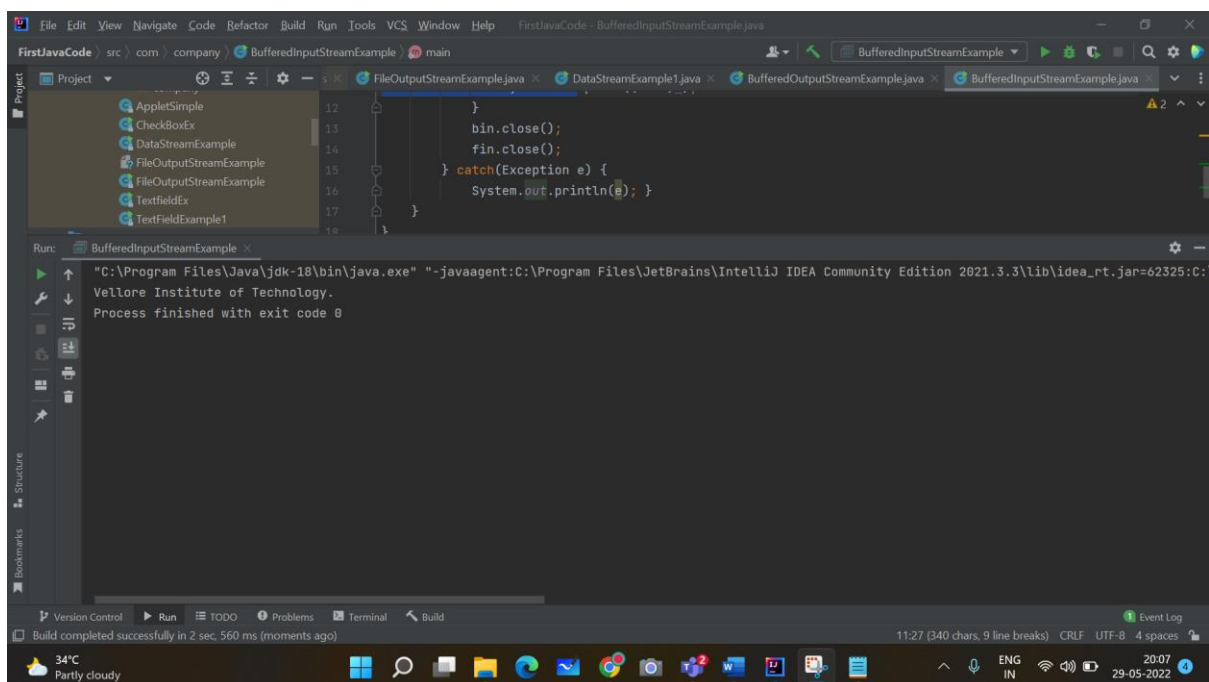 File Edit View Navigate Code Refactor Build Run Tools VCS Window Help FirstJavaCode - BufferedInputStreamExample.java
FirstJavaCode src com company BufferedInputStreamExample main BufferedInputStreamExample
Project
Project FileOutputStreamExample.java DataStreamExample1.java BufferedOutputStreamExample.java BufferedInputStreamExample.java
AppletSimple
CheckBoxEx
DataStreamExample
FileOutputStreamExample
FileOutputStreamExample
TextfieldEx
TextFieldExample1
2
12 }
13 bin.close();
14 fin.close();
15 } catch(Exception e) {
16 System.out.println(e); }
17 }
18 }
Run: BufferedInputStreamExample
"C:\Program Files\Java\jdk-18\bin\java.exe" "-javaagent:C:\Program Files\JetBrains\IntelliJ IDEA Community Edition 2021.3.3\lib\idea_rt.jar=62325:C:
Vellore Institute of Technology.
Process finished with exit code 0
Structure
Bookmarks
Version Control Run TODO Problems Terminal Build 1 Event Log
Build completed successfully in 2 sec, 560 ms (moments ago) 11:27 (340 chars, 9 line breaks) CRLF UTF-8 4 spaces
34°C
Partly cloudy
2
ENG
IN
20:07
29-05-2022
4